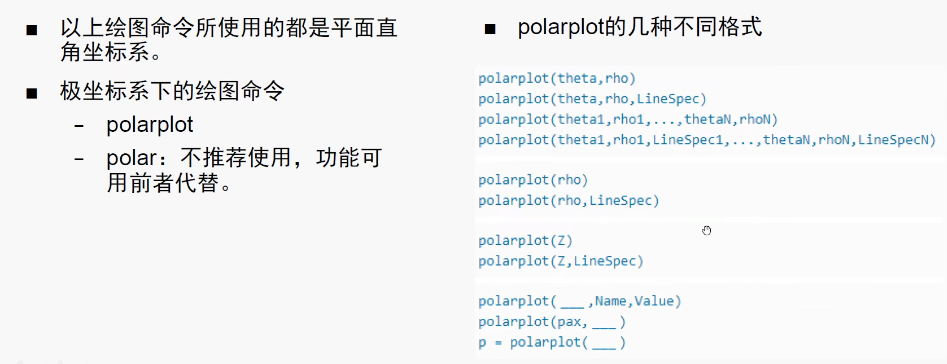 ■ 以上绘图命令所使用的都是平面直
角坐标系。
■ 极坐标系下的绘图命令
– polarplot
– polar：不推荐使用，功能可
用前者代替。
■ polarplot的几种不同格式
polarplot(theta,rho)
polarplot(theta,rho,LineSpec)
polarplot(theta1,rho1,...,thetaN,rhoN)
polarplot(theta1,rho1,LineSpec1,...,thetaN,rhoN,LineSpecN)
polarplot(rho)
polarplot(rho,LineSpec)
polarplot(Z)
polarplot(Z,LineSpec)
polarplot(___,Name,Value)
polarplot(pax,___)
p = polarplot(___)